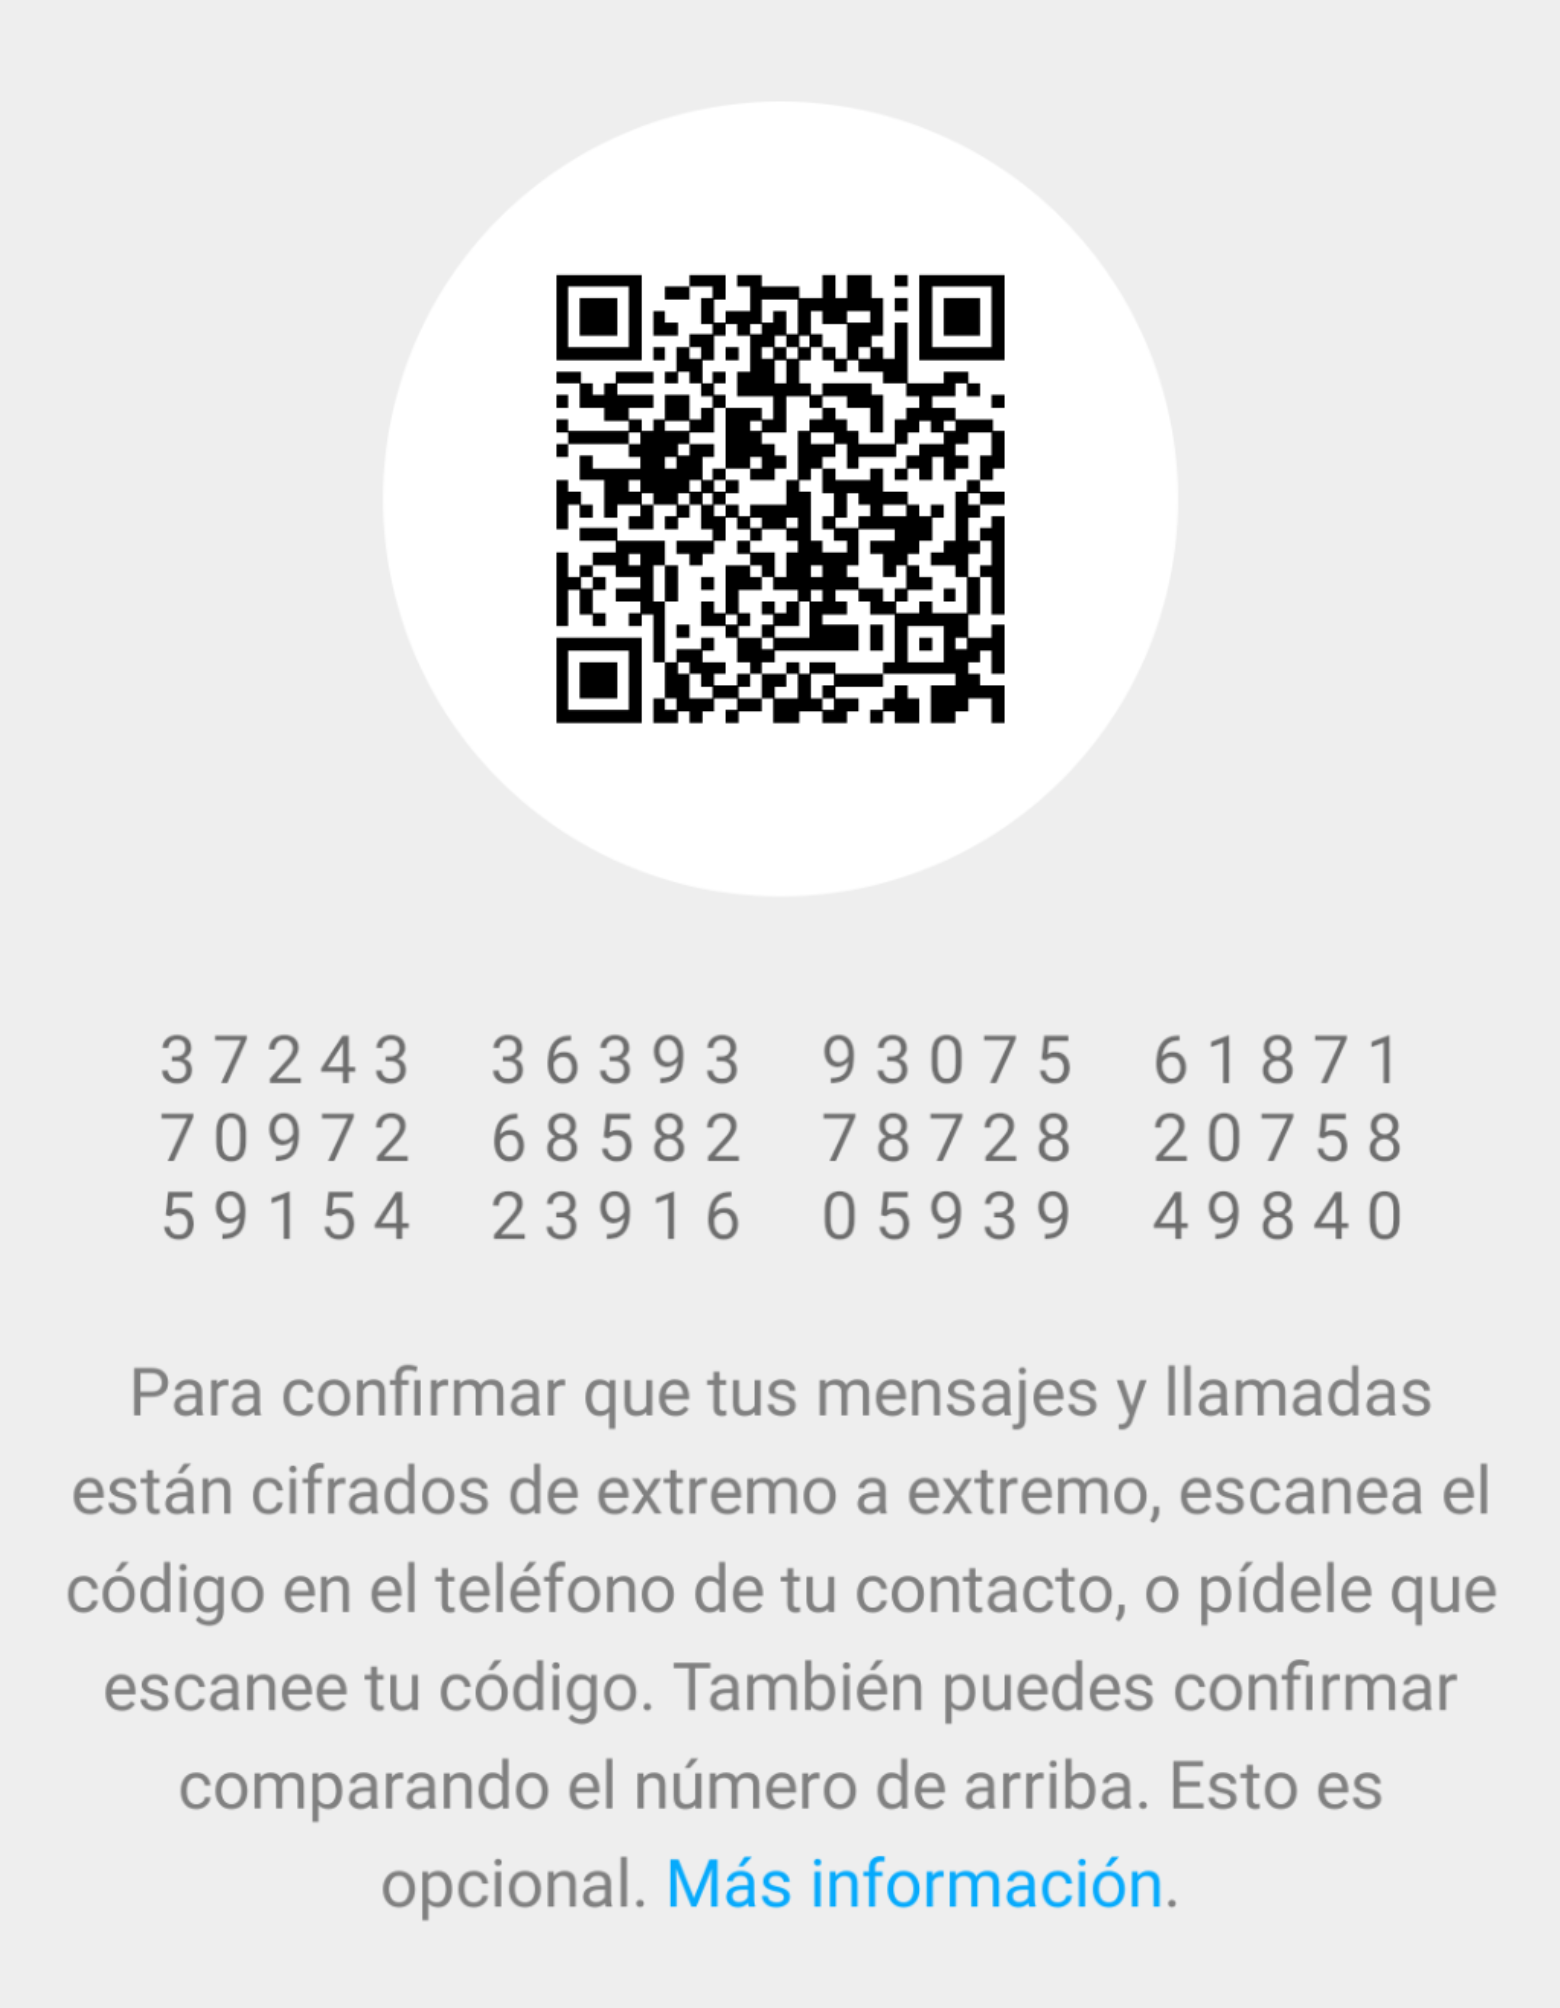 37243 36393 93075 61871
70972 68582 78728 20758
59154 23916 05939 49840
Para confirmar que tus mensajes y llamadas
están cifrados de extremo a extremo, escanea el
código en el teléfono de tu contacto, o pídele que
escanee tu código. También puedes confirmar
comparando el número de arriba. Esto es
opcional. Más información.